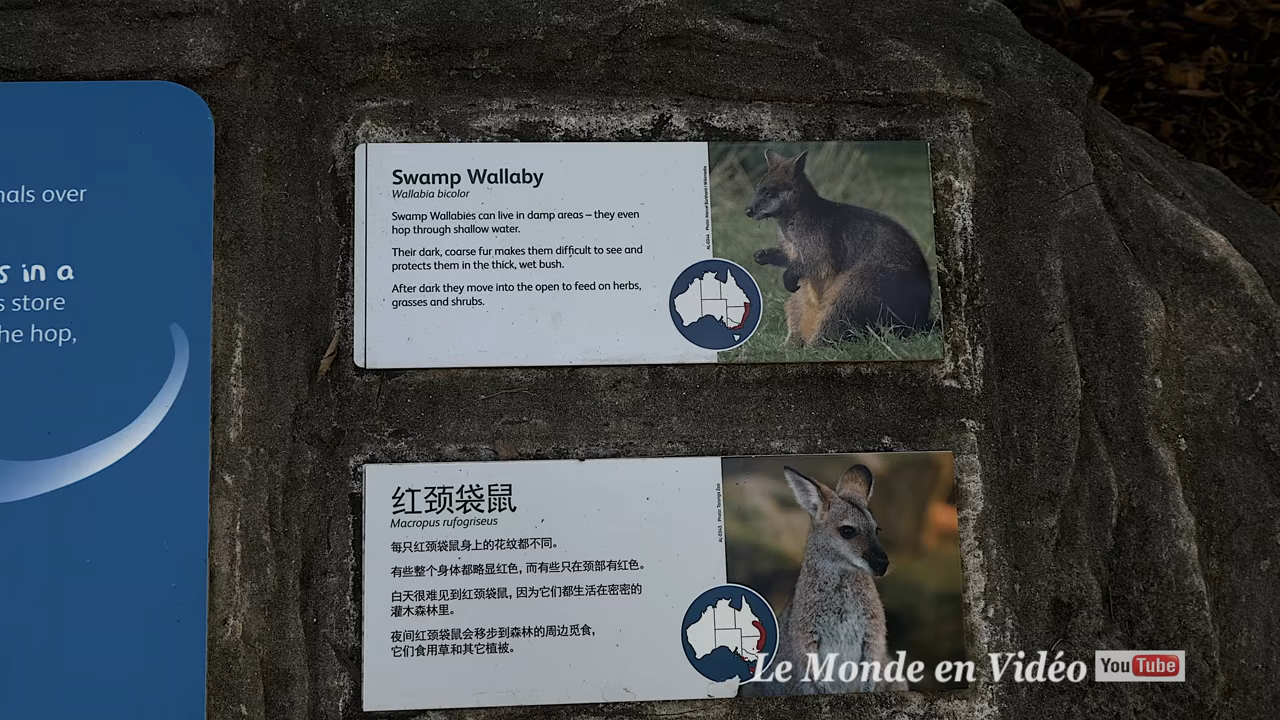 nals over
s in a
s store
he hop,
Swamp Wallaby
Wallabia bicolor
Swamp Wallabies can live in damp areas – they even
hop through shallow water.
Their dark, coarse fur makes them difficult to see and
protects them in the thick, wet bush.
After dark they move into the open to feed on herbs,
grasses and shrubs.
红颈袋鼠
Macropus rufogriseus
每只红颈袋鼠身上的花纹都不同。
有些整个身体都略显红色, 而有些只在颈部有红色。
白天很难见到红颈袋鼠, 因为它们都生活在密密的
灌木森林里。
夜间红颈袋鼠会移步到森林的周边觅食,
它们食用草和其它植被。
Photo: Taronga Zoo
Le Monde en Vidéo YouTube